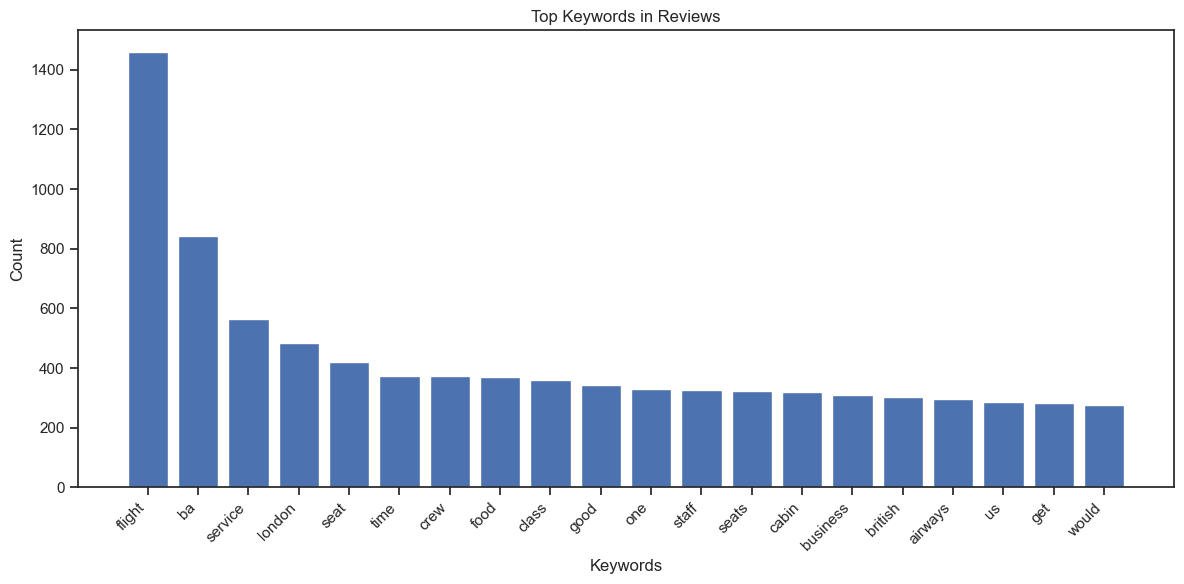 Top Keywords in Reviews
Count
1400
1200
1000
800
600
400
200
0
flight
ba
service
london
seat
time
crew
food
class
good
one
staff
seats
cabin
business
british
airways
us
get
would
Keywords